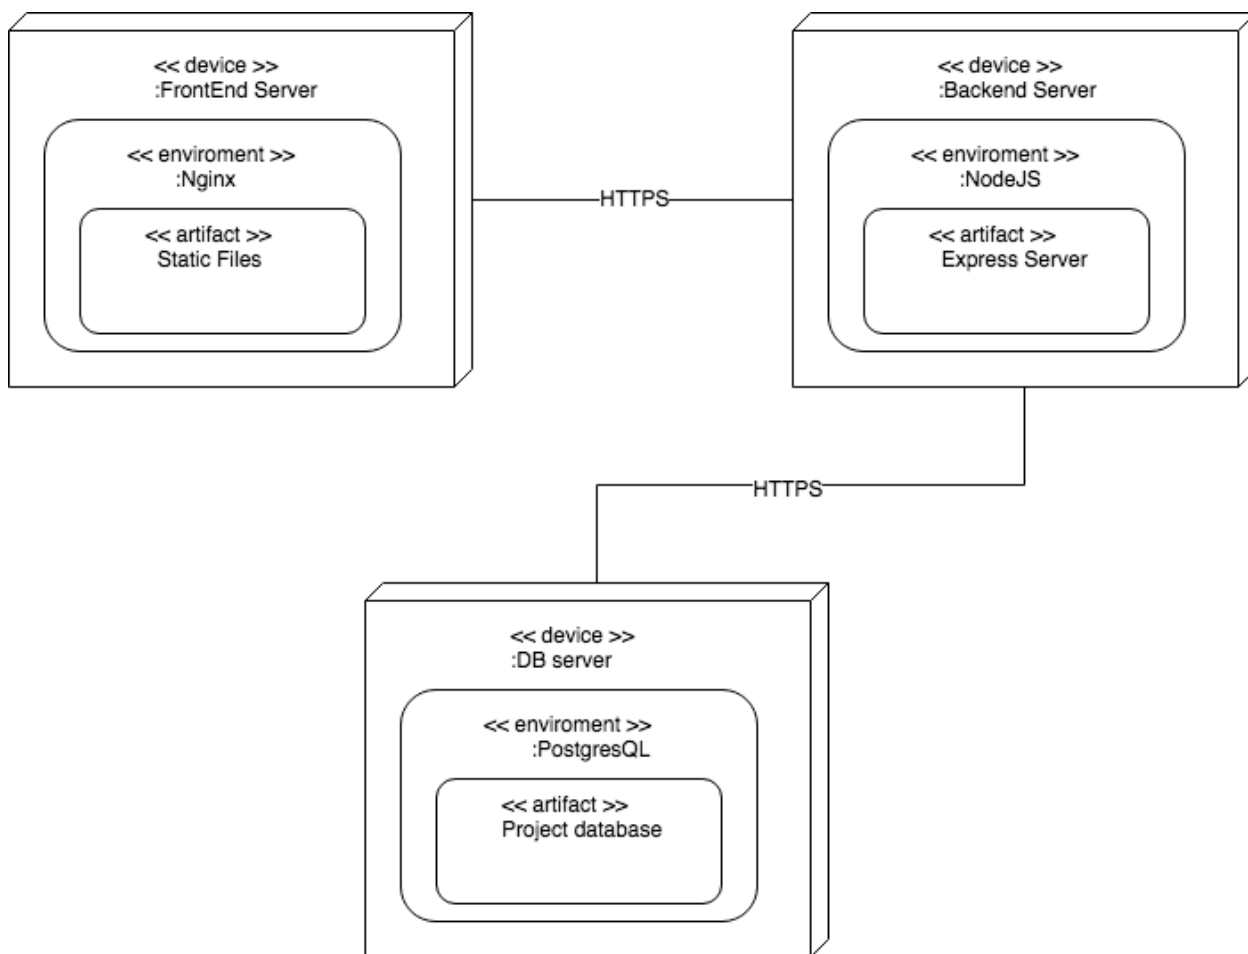 << device >>
:FrontEnd Server
<< enviroment >>
:Nginx
<< artifact >>
Static Files
HTTPS
<< device >>
:Backend Server
<< enviroment >>
:NodeJS
<< artifact >>
Express Server
HTTPS
<< device >>
:DB server
<< enviroment >>
:PostgresQL
<< artifact >>
Project database